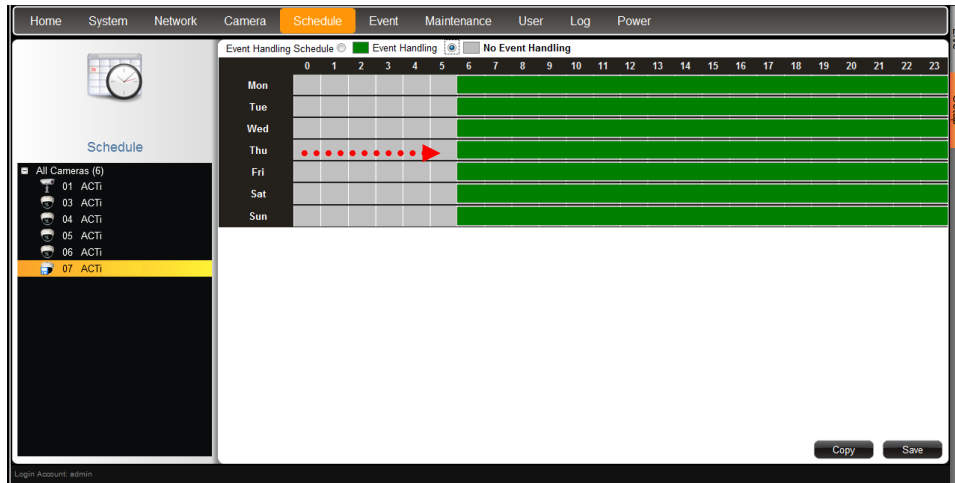 Home System Network Camera Schedule Event Maintenance User Log Power
Event Handling Schedule Event Handling No Event Handling
0 1 2 3 4 5 6 7 8 9 10 11 12 13 14 15 16 17 18 19 20 21 22 23
Mon
Tue
Wed
Thu
Fri
Sat
Sun
Schedule
All Cameras (6)
01 ACTi
03 ACTi
04 ACTi
05 ACTi
06 ACTi
07 ACTi
Copy Save
Login Account: admin